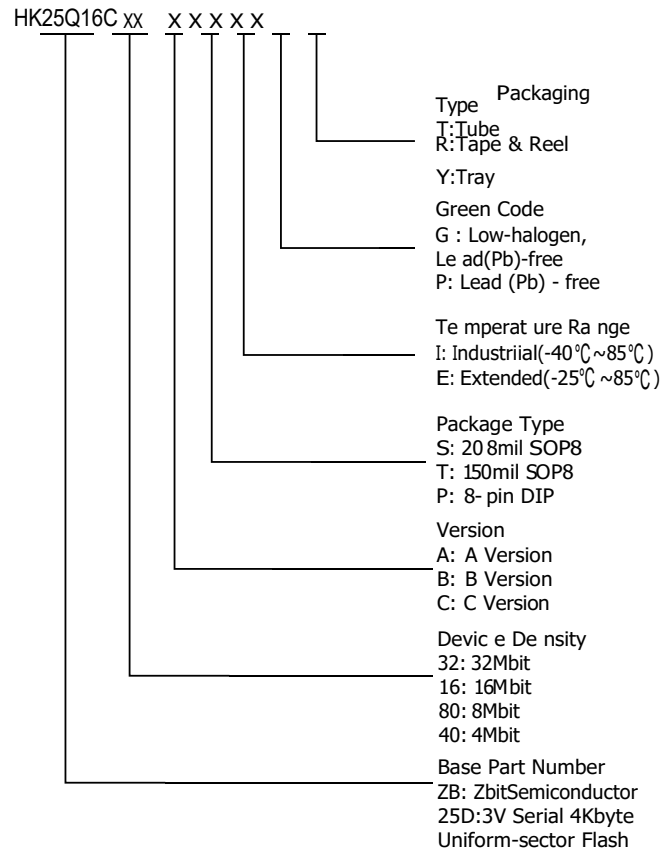 HK25Q16C XX X X X X X
Packaging
Type
T:Tube
R:Tape & Reel
Y:Tray
Green Code
G : Low-halogen,
Le ad(Pb)-free
P: Lead (Pb) - free
Te mperat ure Ra nge
I: Industriial(-40℃~85℃)
E: Extended(-25℃~85℃)
Package Type
S: 20 8mil SOP8
T: 150mil SOP8
P: 8- pin DIP
Version
A: A Version
B: B Version
C: C Version
Devic e De nsity
32: 32Mbit
16: 16Mbit
80: 8Mbit
40: 4Mbit
Base Part Number
ZB: ZbitSemiconductor
25D:3V Serial 4Kbyte
Uniform-sector Flash